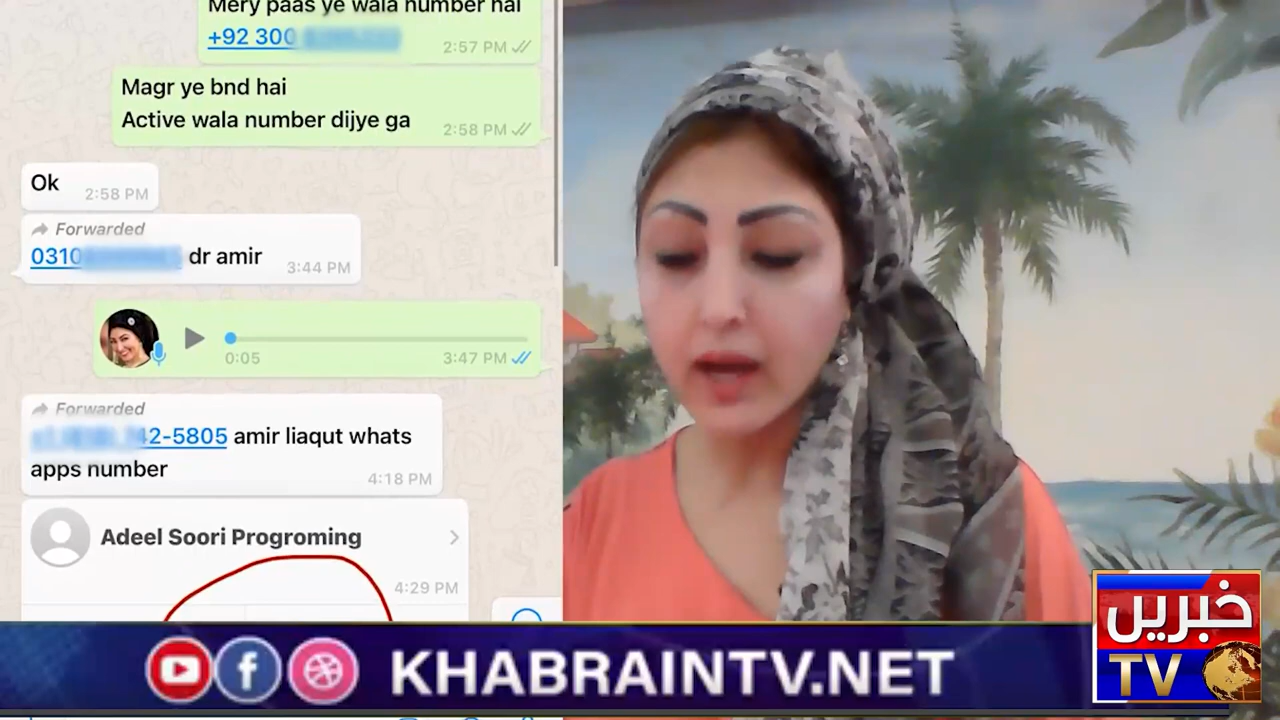 Mery paas ye wala number hai
+92 300
2:57 PM
Magr ye bnd hai
Active wala number dijye ga
2:58 PM
Ok
2:58 PM
Forwarded
0310 dr amir
3:44 PM
0:05
3:47 PM
Forwarded
42-5805 amir liaqut whats
apps number
4:18 PM
Adeel Soori Programing
4:29 PM
KHABRAINTV.NET
خبریں
TV